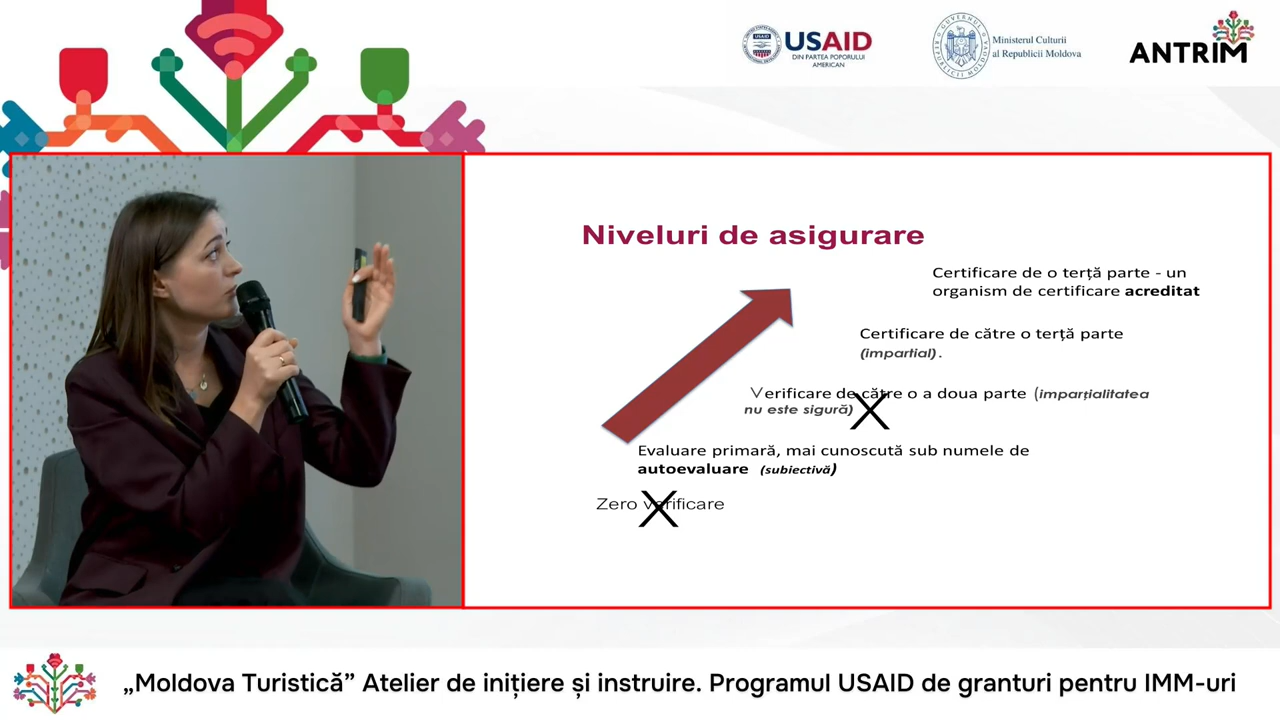 USAID
DIN PARTEA POPORULUI
AMERICAN
Ministerul Culturii
al Republicii Moldova
ANTRIM
Niveluri de asigurare
Certificare de o terță parte - un
organism de certificare acreditat
Certificare de către o terță parte
(impartial).
Verificare de către o a doua parte (imparțialitatea
nu este sigură)
Evaluare primară, mai cunoscută sub numele de
autoevaluare (subiectivă)
Zero verificare
„Moldova Turistică” Atelier de inițiere și instruire. Programul USAID de granturi pentru IMM-uri